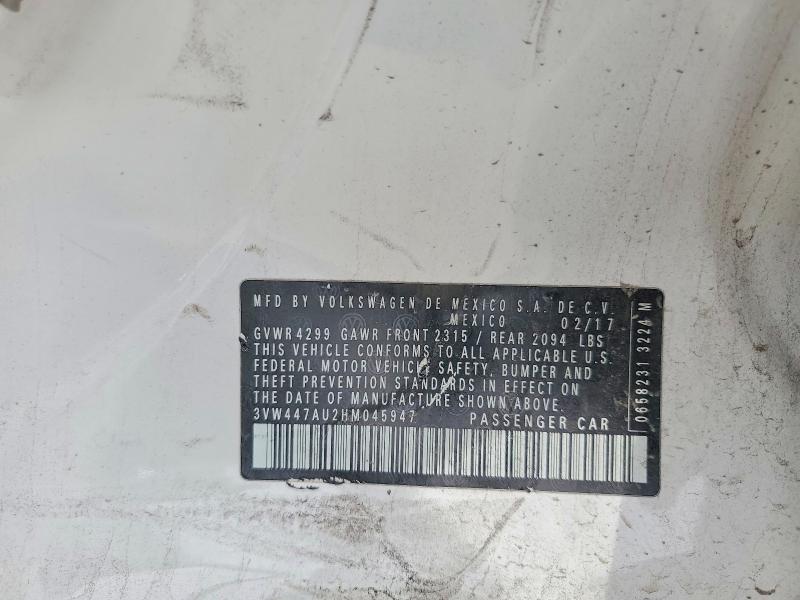 MFD BY VOLKSWAGEN DE MEXICO S.A. DE C.V.
MEXICO 02/17
GVWR 4299 GAWR FRONT 2315 / REAR 2094 LBS
THIS VEHICLE CONFORMS TO ALL APPLICABLE U.S.
FEDERAL MOTOR VEHICLE SAFETY, BUMPER AND
THEFT PREVENTION STANDARDS IN EFFECT ON
THE DATE OF MANUFACTURE SHOWN ABOVE.
3VW447AU2HM045947 PASSENGER CAR
0658231 3224 M